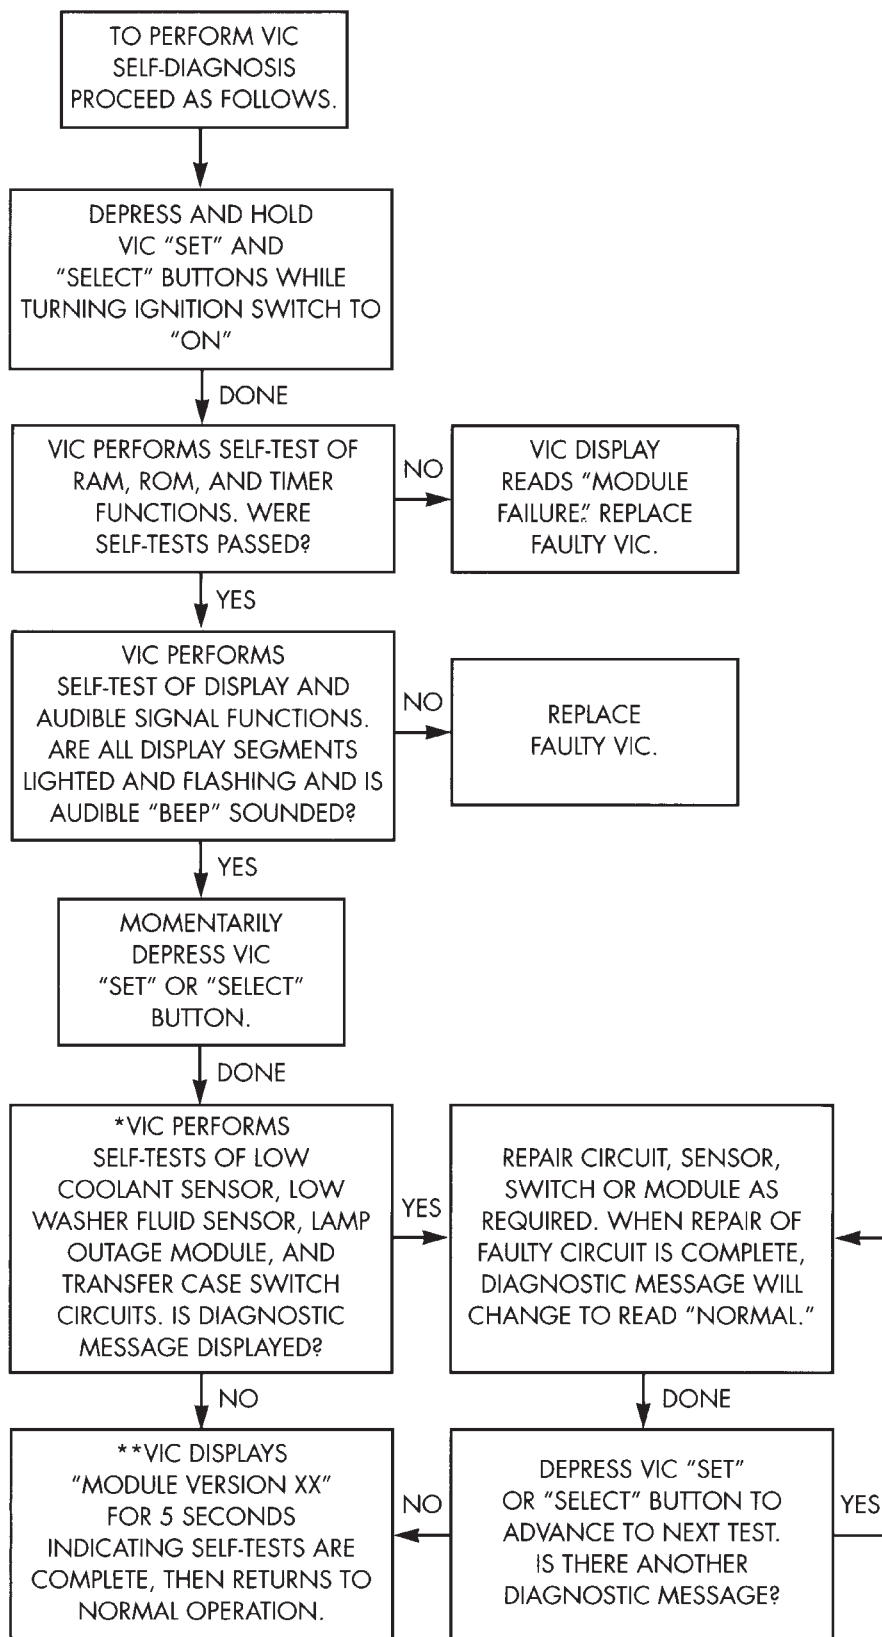 TO PERFORM VIC
SELF-DIAGNOSIS
PROCEED AS FOLLOWS.
DEPRESS AND HOLD
VIC "SET" AND
"SELECT" BUTTONS WHILE
TURNING IGNITION SWITCH TO
"ON"
DONE
VIC PERFORMS SELF-TEST OF
RAM, ROM, AND TIMER
FUNCTIONS. WERE
SELF-TESTS PASSED?
NO
VIC DISPLAY
READS "MODULE
FAILURE." REPLACE
FAULTY VIC.
YES
VIC PERFORMS
SELF-TEST OF DISPLAY AND
AUDIBLE SIGNAL FUNCTIONS.
ARE ALL DISPLAY SEGMENTS
LIGHTED AND FLASHING AND IS
AUDIBLE "BEEP" SOUNDED?
NO
REPLACE
FAULTY VIC.
YES
MOMENTARILY
DEPRESS VIC
"SET" OR "SELECT"
BUTTON.
DONE
*VIC PERFORMS
SELF-TESTS OF LOW
COOLANT SENSOR, LOW
WASHER FLUID SENSOR, LAMP
OUTAGE MODULE, AND
TRANSFER CASE SWITCH
CIRCUITS. IS DIAGNOSTIC
MESSAGE DISPLAYED?
YES
REPAIR CIRCUIT, SENSOR,
SWITCH OR MODULE AS
REQUIRED. WHEN REPAIR OF
FAULTY CIRCUIT IS COMPLETE,
DIAGNOSTIC MESSAGE WILL
CHANGE TO READ "NORMAL."
NO
DONE
**VIC DISPLAYS
"MODULE VERSION XX"
FOR 5 SECONDS
INDICATING SELF-TESTS ARE
COMPLETE, THEN RETURNS TO
NORMAL OPERATION.
NO
DEPRESS VIC "SET"
OR "SELECT" BUTTON TO
ADVANCE TO NEXT TEST.
IS THERE ANOTHER
DIAGNOSTIC MESSAGE?
YES